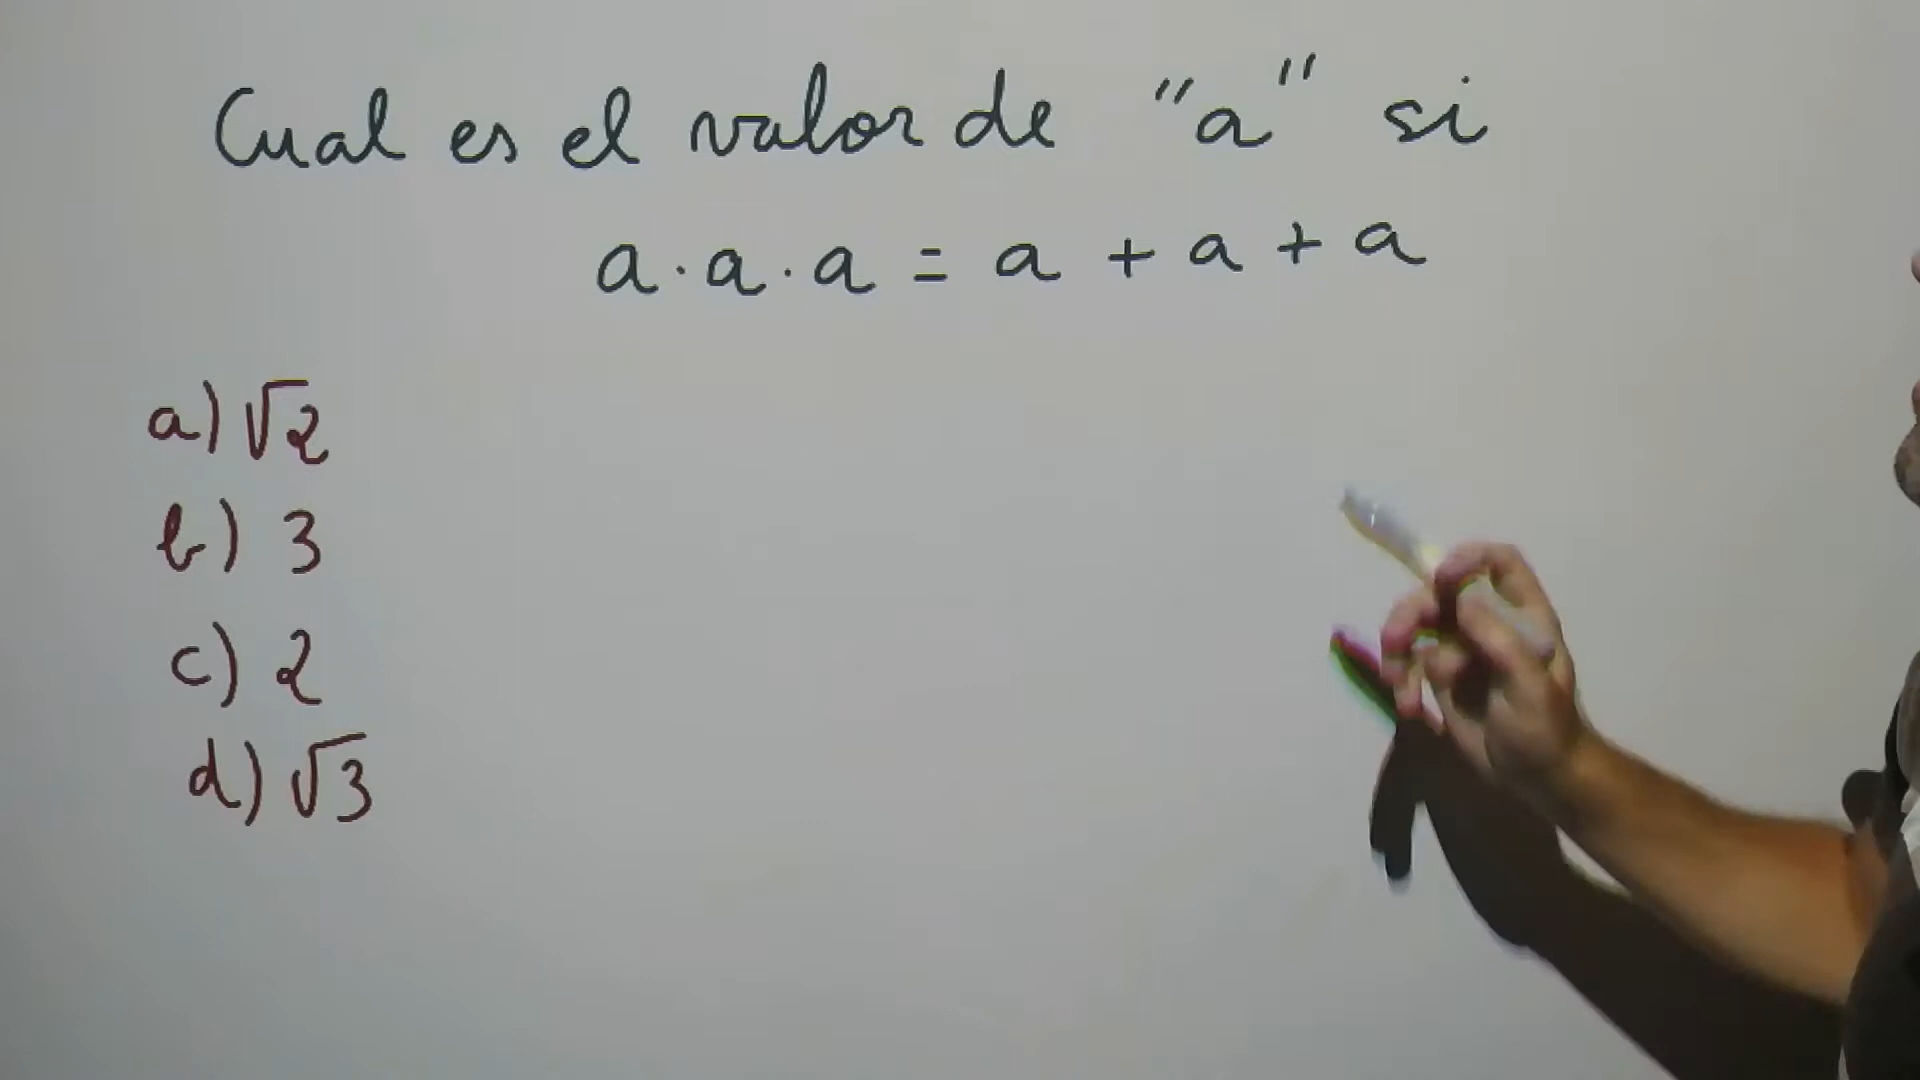 Cual es el valor de "a" si
a · a · a = a + a + a
a) √2
b) 3
c) 2
d) √3